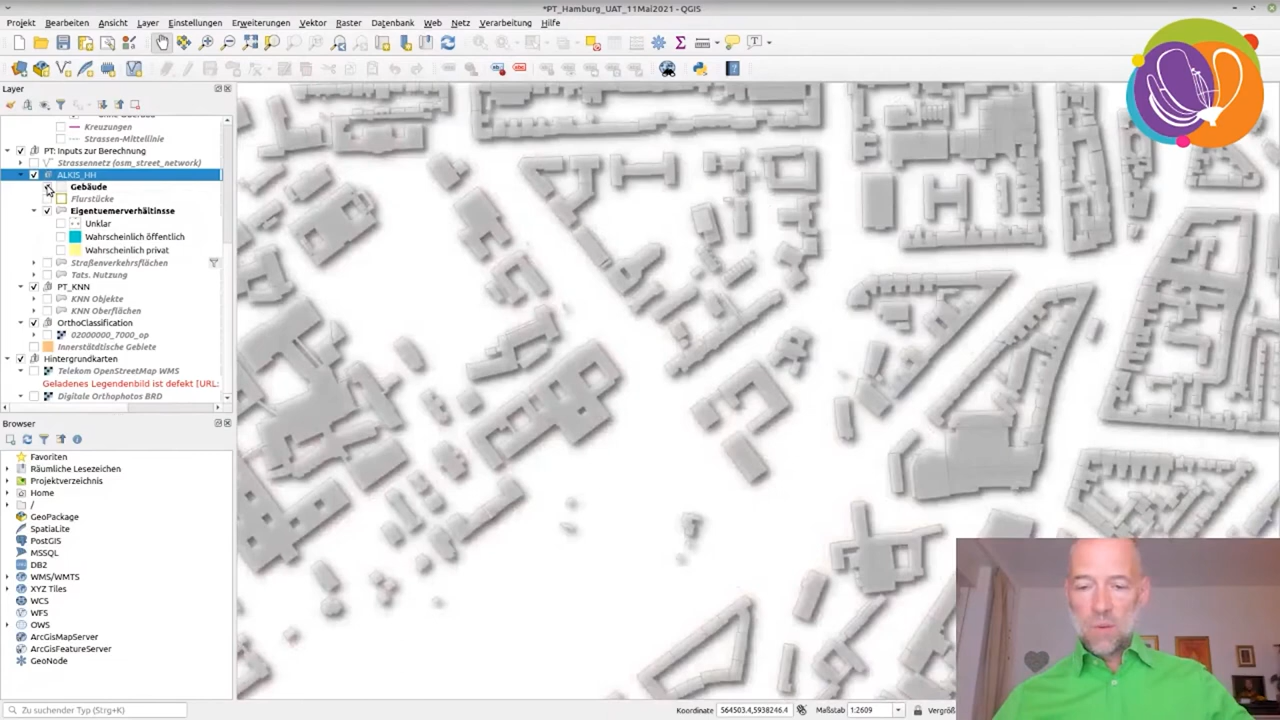 *PT_Hamburg_UAT_11Mai2021 - QGIS
Projekt Bearbeiten Ansicht Layer Einstellungen Erweiterungen Vektor Raster Datenbank Web Netz Verarbeitung Hilfe
Layer
Kreuzungen
Strassen-Mittellinie
PT: Inputs zur Berechnung
Strassennetz (osm_street_network)
ALKIS_HH
Gebäude
Flurstücke
Eigentuemerverhältinsse
Unklar
Wahrscheinlich öffentlich
Wahrscheinlich privat
Straßenverkehrsflächen
Tats. Nutzung
PT_KNN
KNN Objekte
KNN Oberflächen
OrthoClassification
02000000_7000_op
Innerstätdtische Gebiete
Hintergrundkarten
Telekom OpenStreetMap WMS
Geladenes Legendenbild ist defekt [URL:
Digitale Orthophotos BRD
Browser
Favoriten
Räumliche Lesezeichen
Projektverzeichnis
Home
/
GeoPackage
SpatiaLite
PostGIS
MSSQL
DB2
WMS/WMTS
XYZ Tiles
WCS
WFS
OWS
ArcGisMapServer
ArcGisFeatureServer
GeoNode
Zu suchender Typ (Strg+K)
Koordinate 564503.4,5938246.4 Maßstab 1:2609 Vergröß